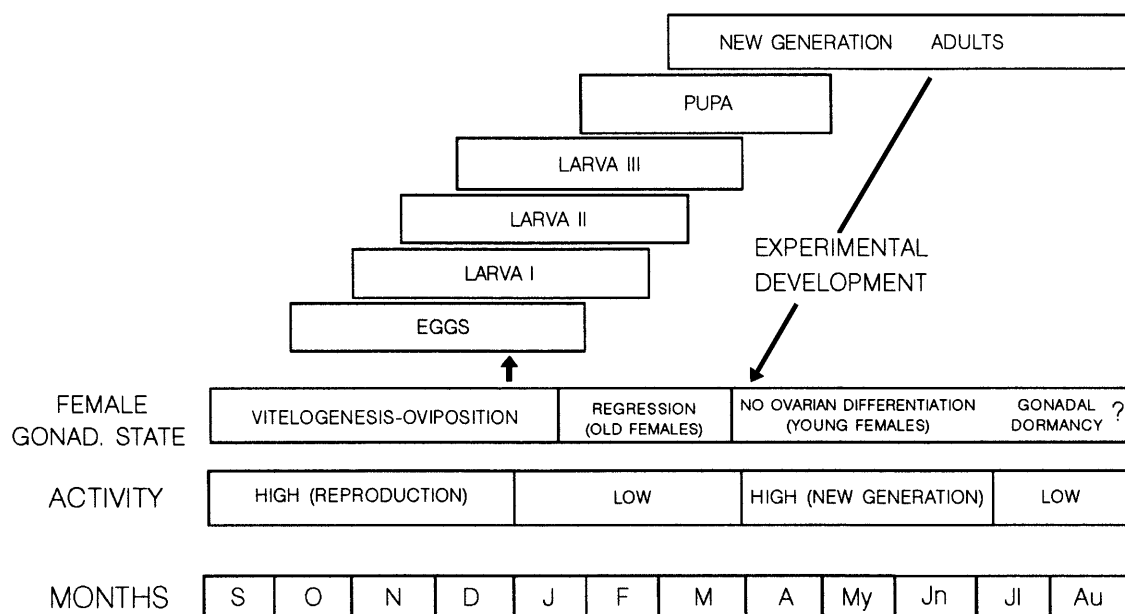 NEW GENERATION ADULTS
PUPA
LARVA III
LARVA II
LARVA I
EGGS
EXPERIMENTAL
DEVELOPMENT
FEMALE
GONAD. STATE
VITELOGENESIS-OVIPOSITION
REGRESSION
(OLD FEMALES)
NO OVARIAN DIFFERENTIATION
(YOUNG FEMALES)
GONADAL
DORMANCY ?
ACTIVITY
HIGH (REPRODUCTION)
LOW
HIGH (NEW GENERATION)
LOW
MONTHS S O N D J F M A My Jn Jl Au